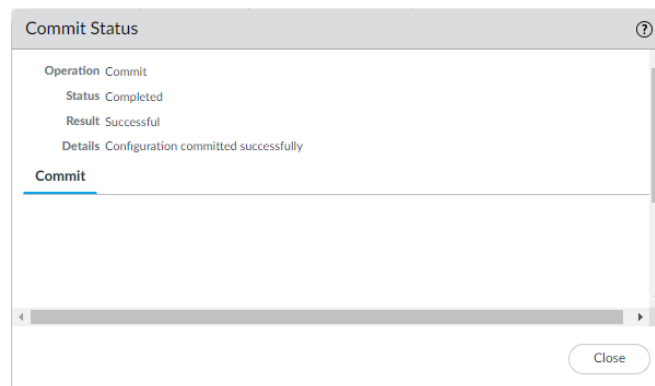 Commit Status
Operation Commit
Status Completed
Result Successful
Details Configuration committed successfully
Commit
Close